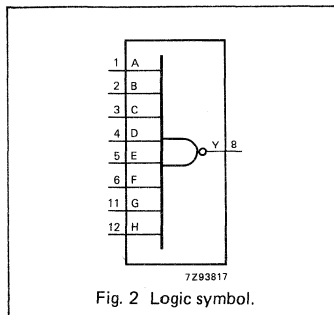 1 A
2 B
3 C
4 D
Y 8
5 E
6 F
11 G
12 H
7Z93817
Fig. 2 Logic symbol.